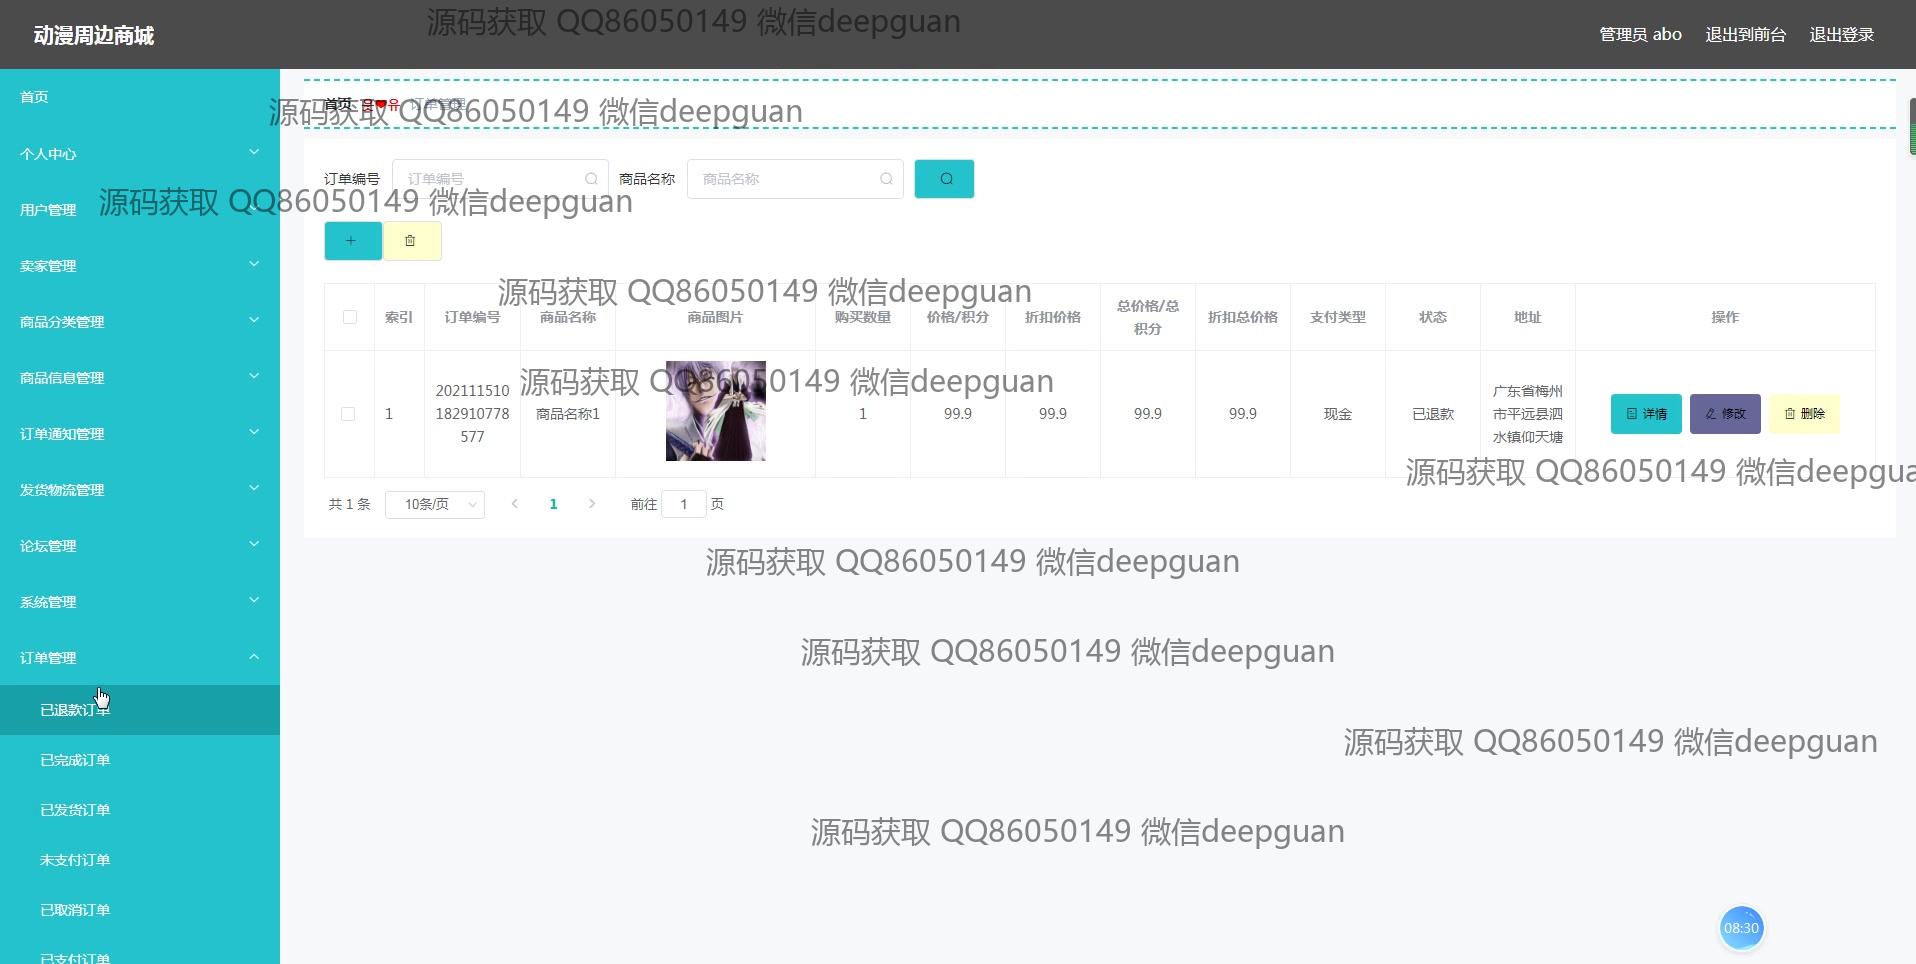 源码获取 QQ86050149 微信deepguan
动漫周边商城
管理员 abo 退出到前台 退出登录
首页
个人中心
用户管理
卖家管理
商品分类管理
商品信息管理
订单通知管理
发货物流管理
论坛管理
系统管理
订单管理
已退款订单
已完成订单
已发货订单
未支付订单
已取消订单
已支付订单
首页 웃❤유 订单管理
源码获取 QQ86050149 微信deepguan
订单编号 订单编号 商品名称 商品名称
源码获取 QQ86050149 微信deepguan
源码获取 QQ86050149 微信deepguan
索引 订单编号 商品名称 商品图片 购买数量 价格/积分 折扣价格 总价格/总积分 折扣总价格 支付类型 状态 地址 操作
源码获取 QQ86050149 微信deepguan
1 202111510182910778577 商品名称1 1 99.9 99.9 99.9 99.9 现金 已退款 广东省梅州市平远县泗水镇仰天塘 详情 修改 删除
源码获取 QQ86050149 微信deepgua
共 1 条 10条/页 1 前往 1 页
源码获取 QQ86050149 微信deepguan
源码获取 QQ86050149 微信deepguan
源码获取 QQ86050149 微信deepguan
源码获取 QQ86050149 微信deepguan
08:30